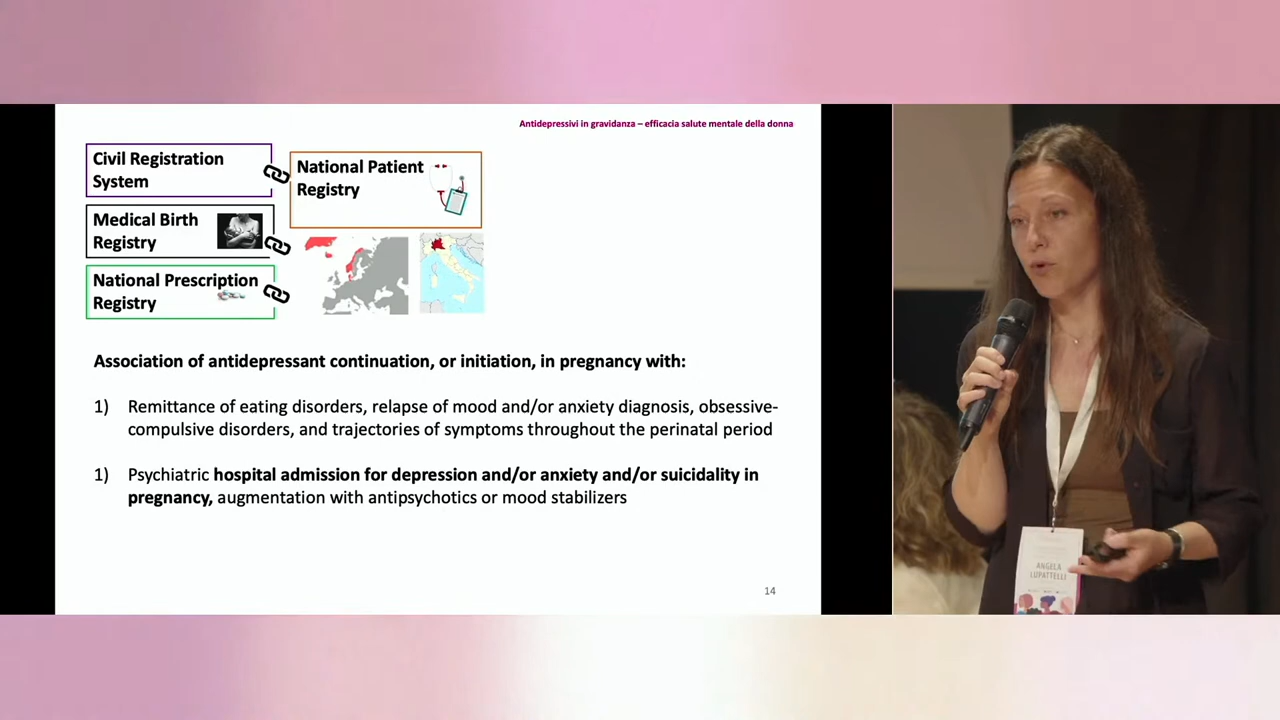 Antidepressivi in gravidanza – efficacia salute mentale della donna
Civil Registration
System
National Patient
Registry
Medical Birth
Registry
National Prescription
Registry
Association of antidepressant continuation, or initiation, in pregnancy with:
1) Remittance of eating disorders, relapse of mood and/or anxiety diagnosis, obsessive-
compulsive disorders, and trajectories of symptoms throughout the perinatal period
1) Psychiatric hospital admission for depression and/or anxiety and/or suicidality in
pregnancy, augmentation with antipsychotics or mood stabilizers
14
ANGELA
LUPATTELLI